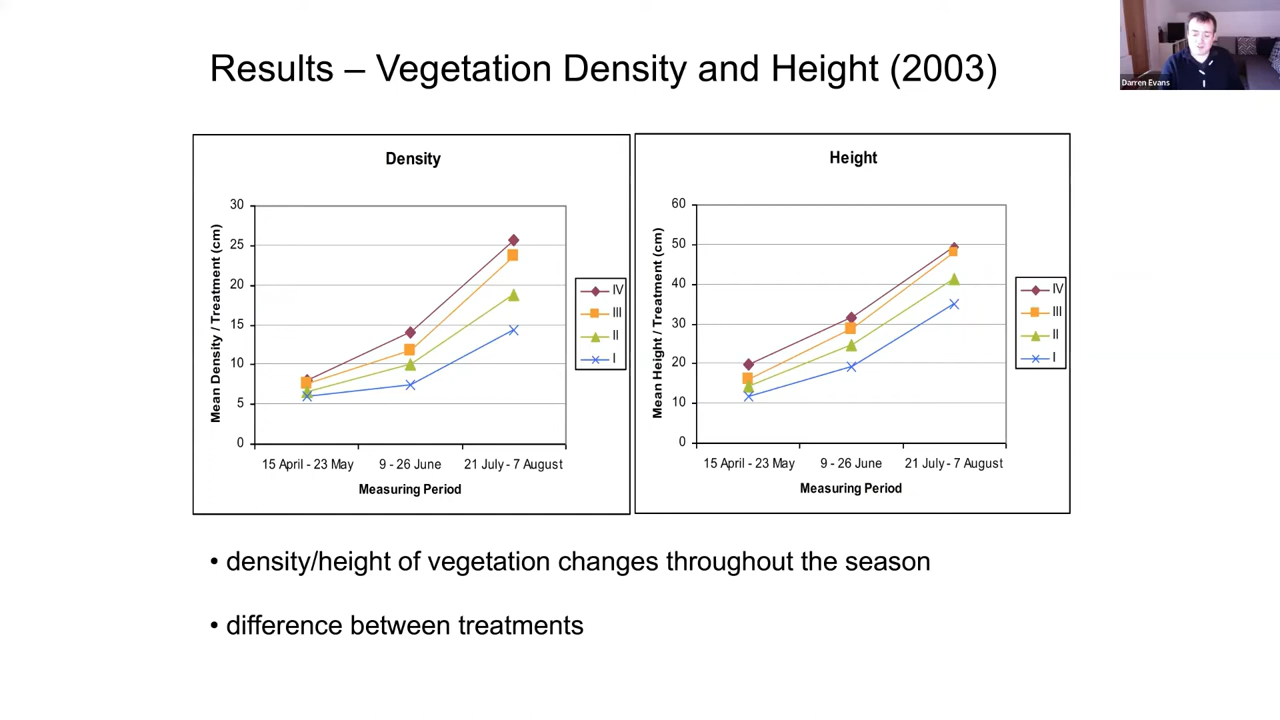 Results – Vegetation Density and Height (2003)
Darren Evans
Density
30
25
20
15
10
5
0
Mean Density / Treatment (cm)
15 April - 23 May
9 - 26 June
21 July - 7 August
Measuring Period
IV
III
II
I
Height
60
50
40
30
20
10
0
Mean Height / Treatment (cm)
15 April - 23 May
9 - 26 June
21 July - 7 August
Measuring Period
IV
III
II
I
• density/height of vegetation changes throughout the season
• difference between treatments